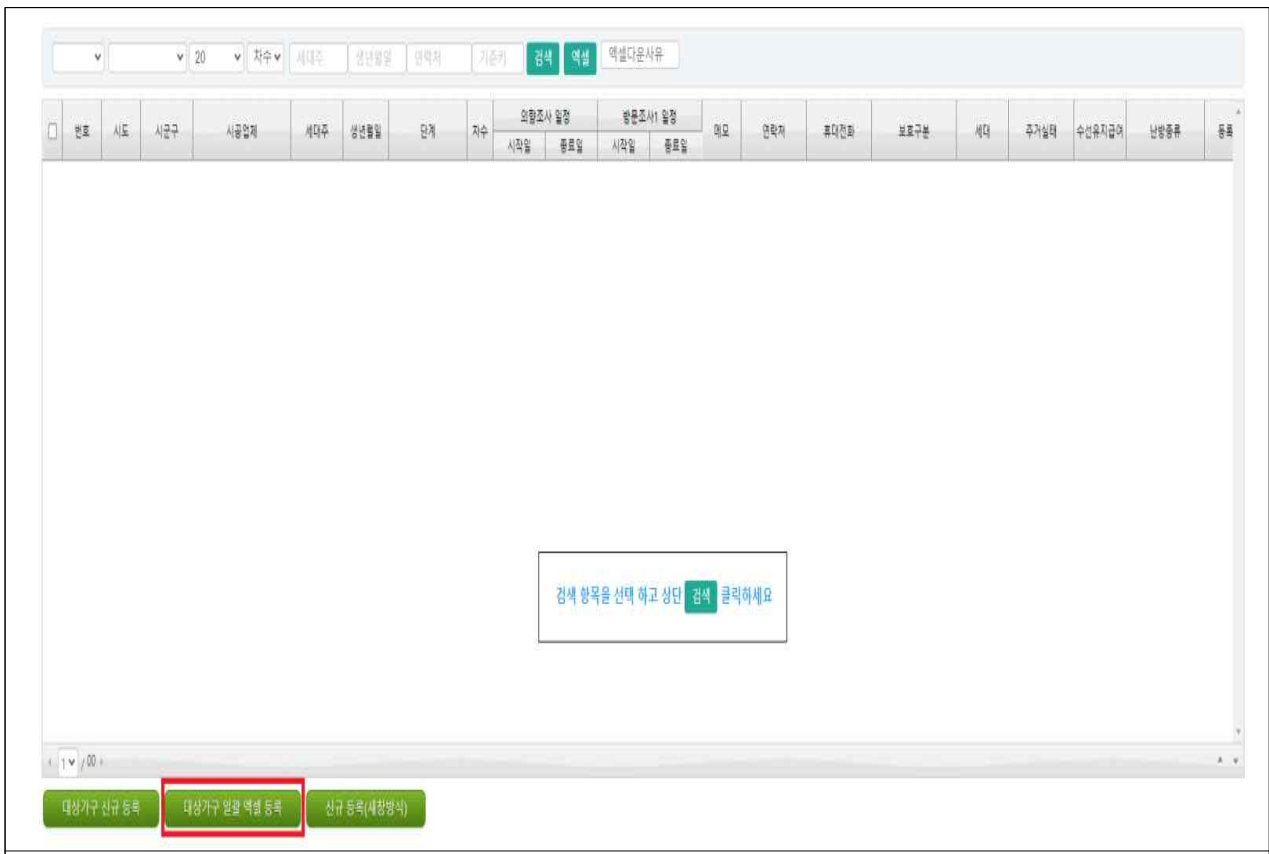 20 차수 세대주 생년월일 연락처 기준키 검색 엑셀 엑셀다운사유
번호 시도 시군구 시공업체 세대주 생년월일 단계 차수 의향조사 일정 방문조사1 일정 메모 연락처 휴대전화 보호구분 세대 주거실태 수선유지급여 난방종류 등록
시작일 종료일 시작일 종료일
검색 항목을 선택 하고 상단 검색 클릭하세요
1 / 00
대상가구 신규 등록 대상가구 일괄 엑셀 등록 신규 등록(새창방식)